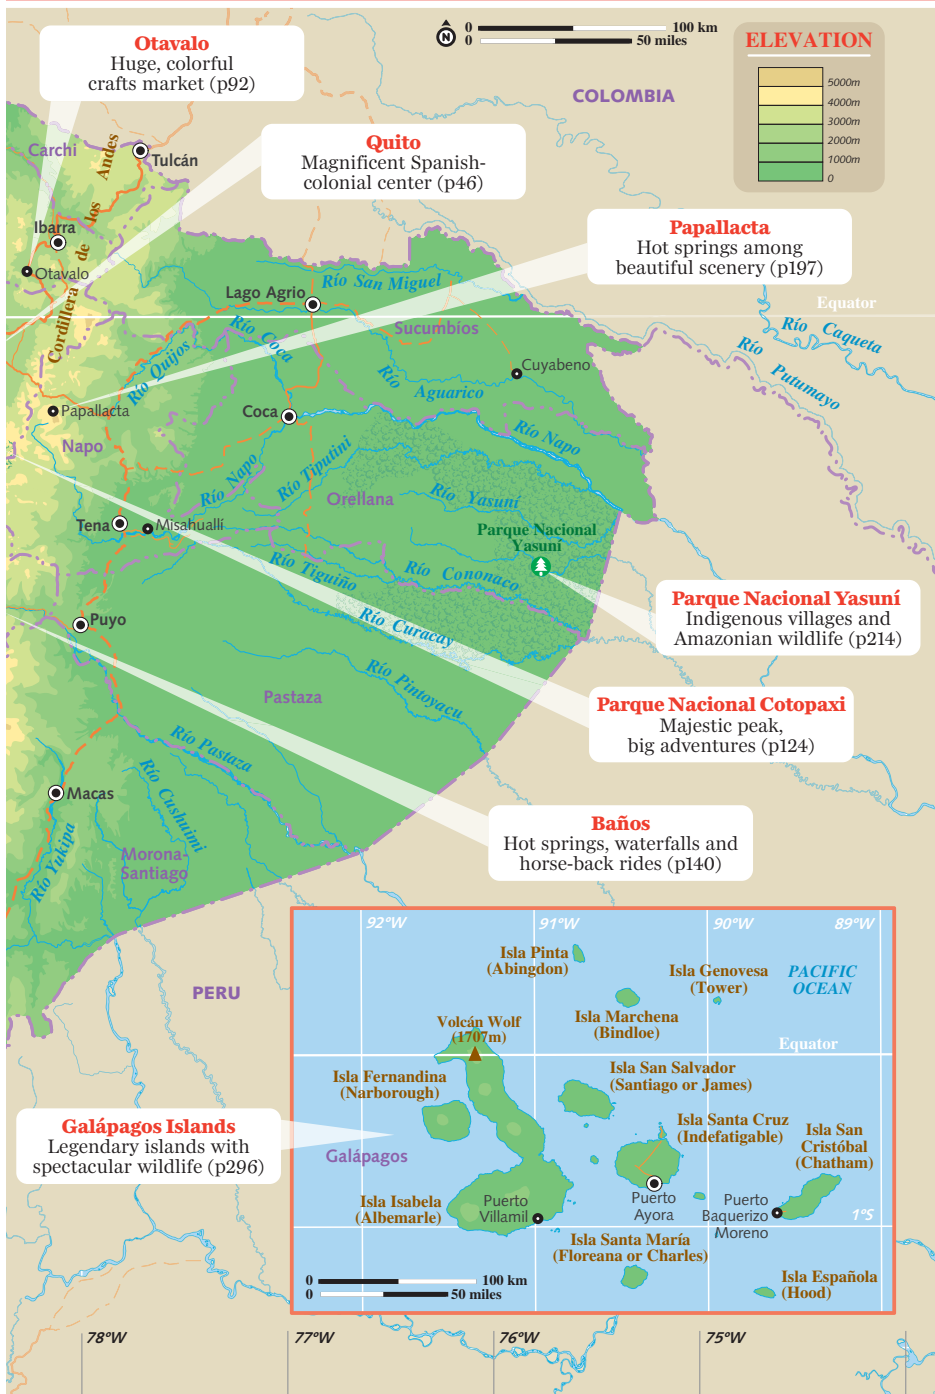 Otavalo
Huge, colorful
crafts market (p92)
0
100 km
0
50 miles
N
ELEVATION
5000m
4000m
3000m
2000m
1000m
0
COLOMBIA
Carchi
Tulcán
Quito
Magnificent Spanish-
colonial center (p46)
Cordillera de los Andes
Ibarra
Otavalo
Papallacta
Hot springs among
beautiful scenery (p197)
Río San Miguel
Lago Agrio
Equator
Sucumbíos
Río Caqueta
Río Putumayo
Río Coca
Río Quijos
Río Aguarico
Cuyabeno
Papallacta
Coca
Napo
Río Napo
Río Napo
Río Tiputini
Orellana
Río Yasuní
Tena
Misahuallí
Parque Nacional
Yasuní
Río Tiguiño
Río Cononaco
Parque Nacional Yasuní
Indigenous villages and
Amazonian wildlife (p214)
Puyo
Río Curacay
Río Pintoyacu
Pastaza
Parque Nacional Cotopaxi
Majestic peak,
big adventures (p124)
Río Pastaza
Macas
Río Cushuimi
Río Yukipa
Morona-
Santiago
Baños
Hot springs, waterfalls and
horse-back rides (p140)
PERU
92°W
91°W
90°W
89°W
Isla Pinta
(Abingdon)
Isla Genovesa
(Tower)
PACIFIC
OCEAN
Isla Marchena
(Bindloe)
Volcán Wolf
(1707m)
Equator
Isla San Salvador
(Santiago or James)
Isla Fernandina
(Narborough)
Isla Santa Cruz
(Indefatigable)
Isla San
Cristóbal
(Chatham)
Galápagos Islands
Legendary islands with
spectacular wildlife (p296)
Galápagos
Isla Isabela
(Albemarle)
Puerto
Villamil
Puerto
Ayora
Puerto
Baquerizo
Moreno
1°S
Isla Santa María
(Floreana or Charles)
Isla Española
(Hood)
0
100 km
0
50 miles
78°W
77°W
76°W
75°W